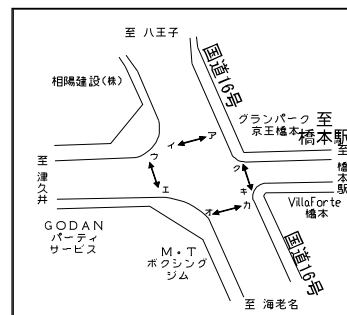 至 八王子
国道16号
相陽建設(株)
グランパーク
京王橋本
至
橋本駅
至
橋
本
駅
ア
イ
ウ
エ
オ
カ
キ
ク
至
津
久
井
VillaForte
橋本
GODAN
パーティ
サービス
M・T
ボクシング
ジム
国道16号
至 海老名